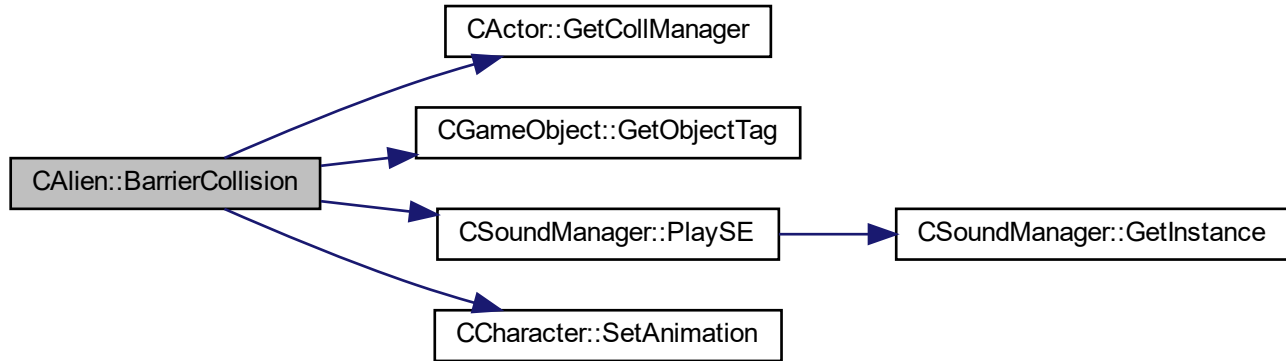 CActor::GetCollManager
CGameObject::GetObjectTag
CAlien::BarrierCollision
CSoundManager::PlaySE
CSoundManager::GetInstance
CCharacter::SetAnimation